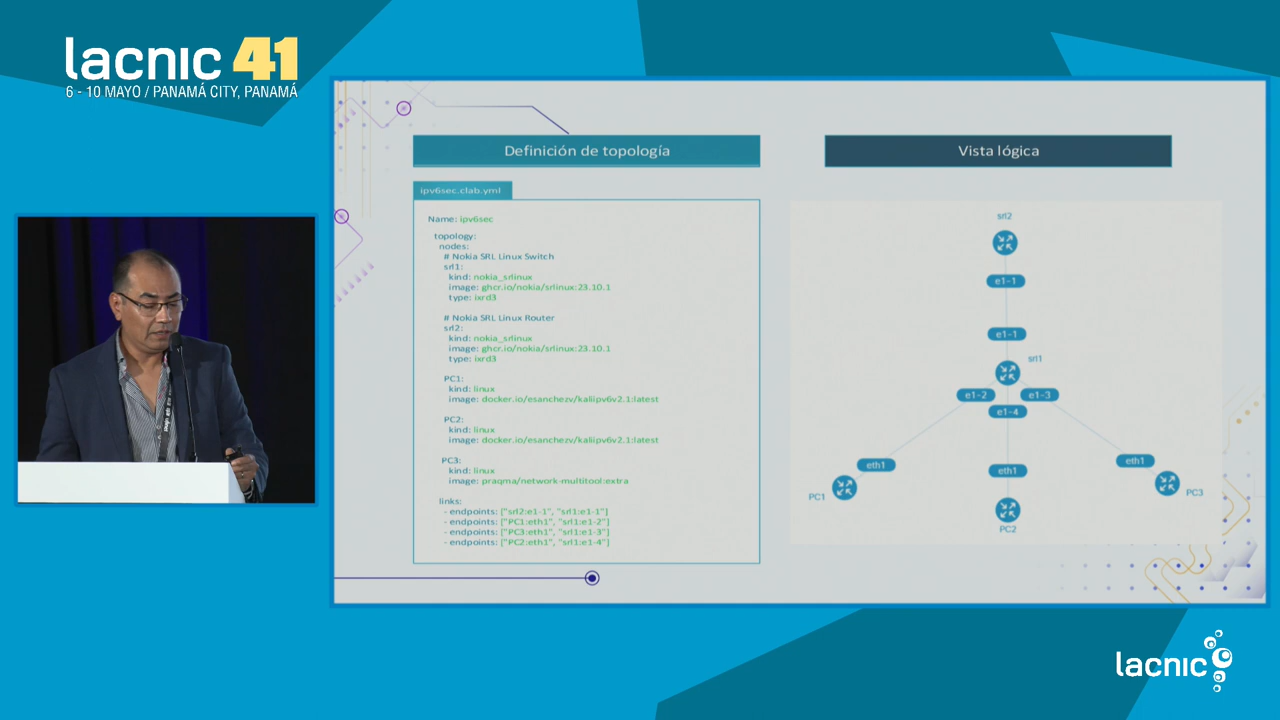 lacnic 41
6 - 10 MAYO / PANAMÁ CITY, PANAMÁ
Definición de topología
ipv6sec.clab.yml
Name: ipv6sec
topology:
nodes:
# Nokia SRL Linux Switch
srl1:
kind: nokia_srlinux
image: ghcr.io/nokia/srlinux:23.10.1
type: ixrd3
# Nokia SRL Linux Router
srl2:
kind: nokia_srlinux
image: ghcr.io/nokia/srlinux:23.10.1
type: ixrd3
PC1:
kind: linux
image: docker.io/esanchezv/kaliipv6v2.1:latest
PC2:
kind: linux
image: docker.io/esanchezv/kaliipv6v2.1:latest
PC3:
kind: linux
image: praqma/network-multitool:extra
links:
- endpoints: ["srl2:e1-1", "srl1:e1-1"]
- endpoints: ["PC1:eth1", "srl1:e1-2"]
- endpoints: ["PC3:eth1", "srl1:e1-3"]
- endpoints: ["PC2:eth1", "srl1:e1-4"]
Vista lógica
srl2
e1-1
e1-1
srl1
e1-2
e1-3
e1-4
eth1
eth1
eth1
PC1
PC3
PC2
lacnic